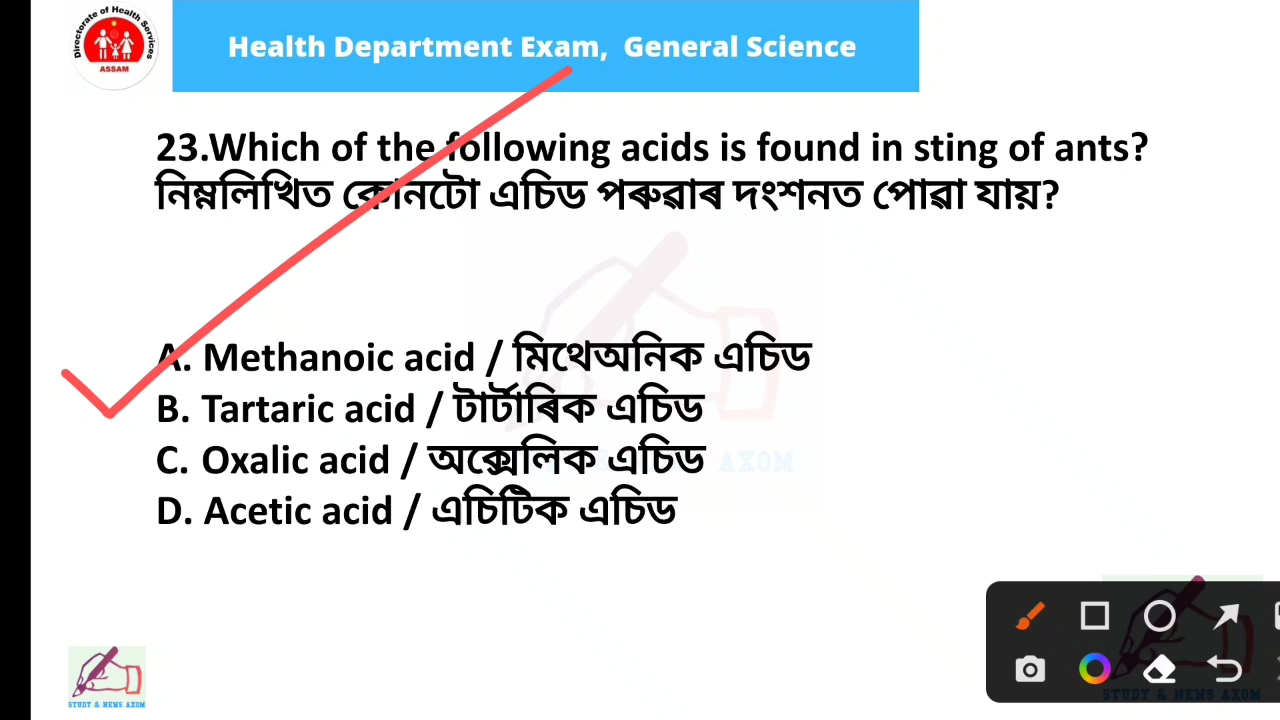 Directorate of Health Services
ASSAM
Health Department Exam, General Science
23.Which of the following acids is found in sting of ants?
নিম্নলিখিত কোনটো এচিড পৰুৱাৰ দংশনত পোৱা যায়?
A. Methanoic acid / মিথেঅনিক এচিড
B. Tartaric acid / টাৰ্টাৰিক এচিড
C. Oxalic acid / অক্সেলিক এচিড
D. Acetic acid / এচিটিক এচিড
AXOM
STUDY & NEWS AXOM
STUDY & NEWS AXOM